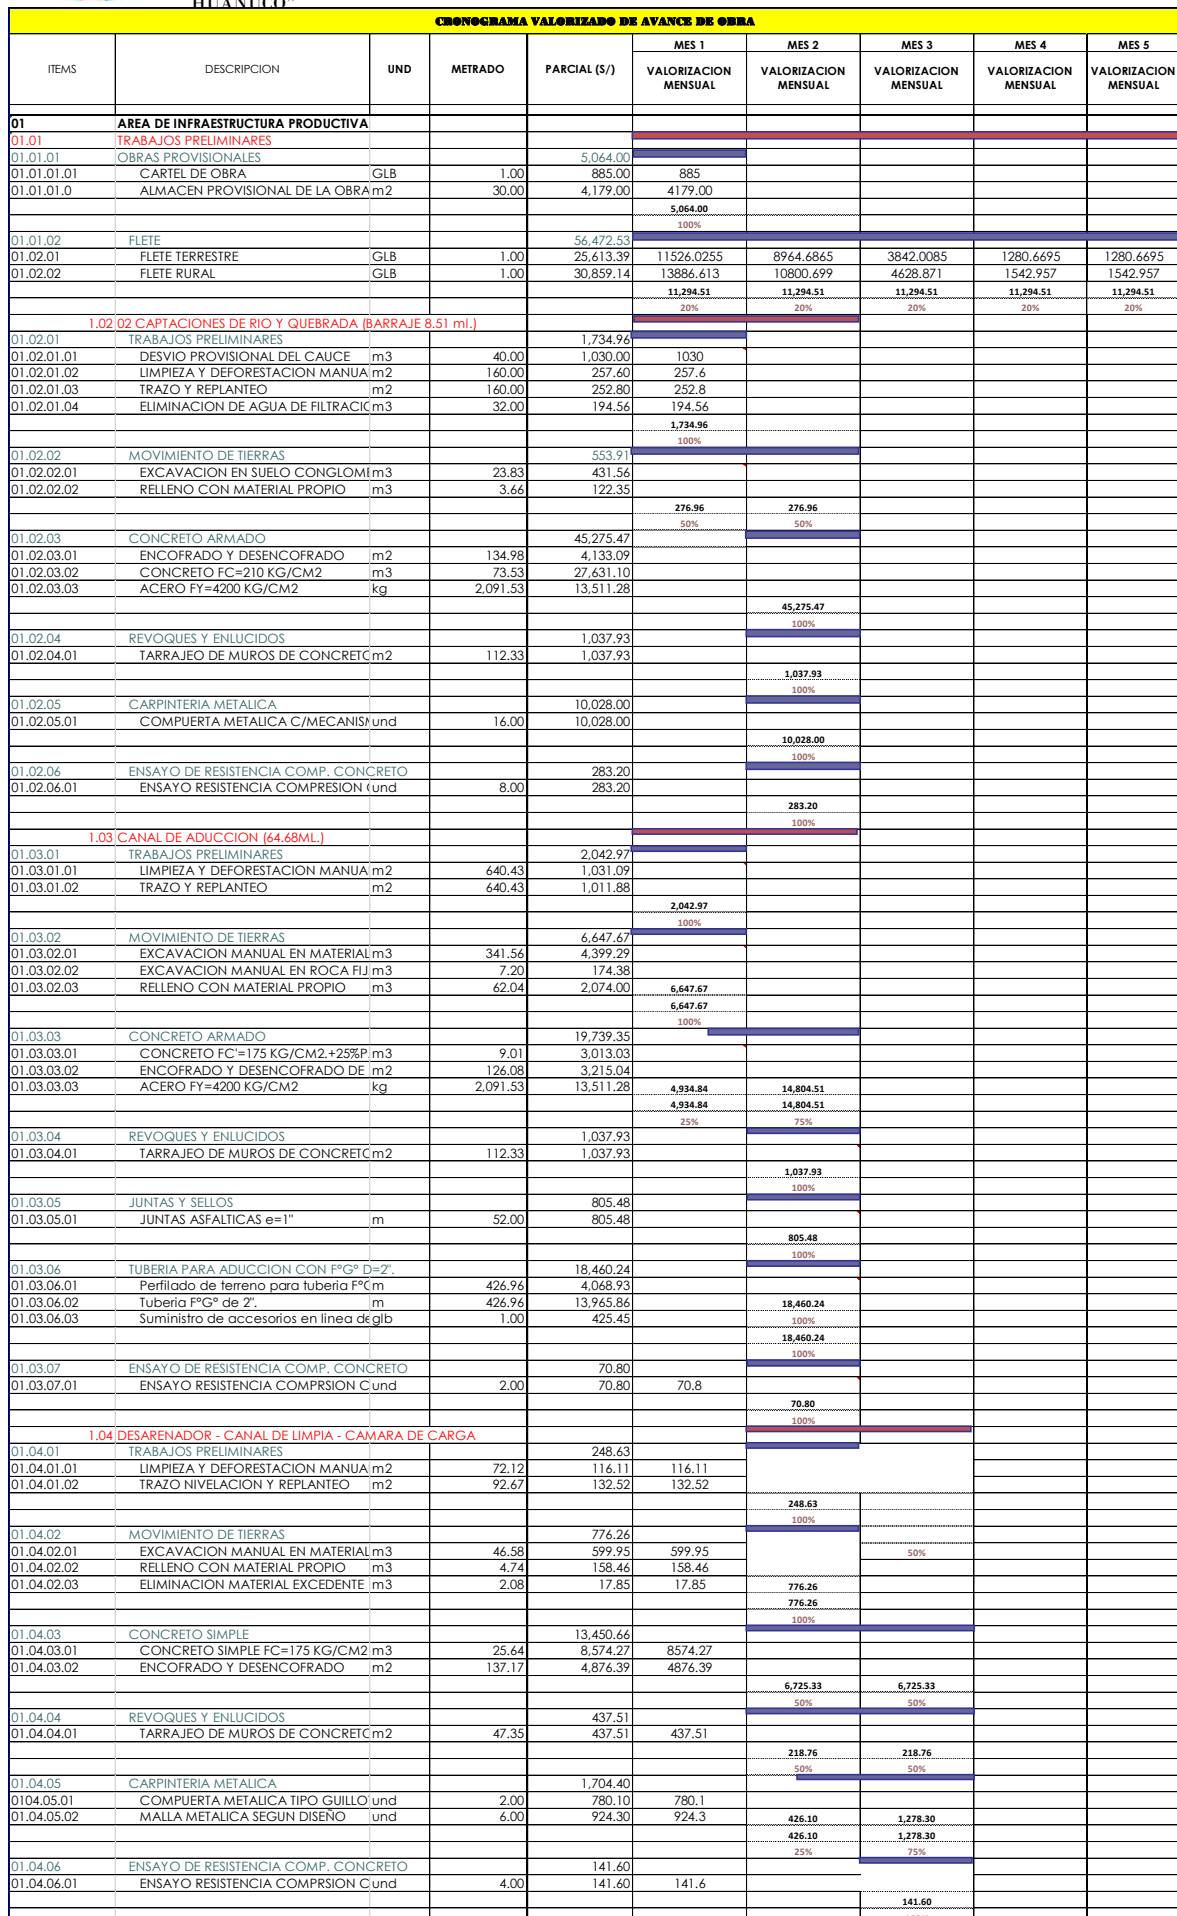 HUANUCO"
CRONOGRAMA VALORIZADO DE AVANCE DE OBRA
ITEMS DESCRIPCION UND METRADO PARCIAL (S/) MES 1 VALORIZACION MENSUAL MES 2 VALORIZACION MENSUAL MES 3 VALORIZACION MENSUAL MES 4 VALORIZACION MENSUAL MES 5 VALORIZACION MENSUAL
01 AREA DE INFRAESTRUCTURA PRODUCTIVA
01.01 TRABAJOS PRELIMINARES
01.01.01 OBRAS PROVISIONALES 5,064.00
01.01.01.01 CARTEL DE OBRA GLB 1.00 885.00 885
01.01.01.0 ALMACEN PROVISIONAL DE LA OBRA m2 30.00 4,179.00 4179.00
5,064.00
100%
01.01.02 FLETE 56,472.53
01.02.01 FLETE TERRESTRE GLB 1.00 25,613.39 11526.0255 8964.6865 3842.0085 1280.6695 1280.6695
01.02.02 FLETE RURAL GLB 1.00 30,859.14 13886.613 10800.699 4628.871 1542.957 1542.957
11,294.51 11,294.51 11,294.51 11,294.51 11,294.51
20% 20% 20% 20% 20%
1.02 02 CAPTACIONES DE RIO Y QUEBRADA (BARRAJE 8.51 ml.)
01.02.01 TRABAJOS PRELIMINARES 1,734.96
01.02.01.01 DESVIO PROVISIONAL DEL CAUCE m3 40.00 1,030.00 1030
01.02.01.02 LIMPIEZA Y DEFORESTACION MANUA m2 160.00 257.60 257.6
01.02.01.03 TRAZO Y REPLANTEO m2 160.00 252.80 252.8
01.02.01.04 ELIMINACION DE AGUA DE FILTRACIO m3 32.00 194.56 194.56
1,734.96
100%
01.02.02 MOVIMIENTO DE TIERRAS 553.91
01.02.02.01 EXCAVACION EN SUELO CONGLOME m3 23.83 431.56
01.02.02.02 RELLENO CON MATERIAL PROPIO m3 3.66 122.35
276.96 276.96
50% 50%
01.02.03 CONCRETO ARMADO 45,275.47
01.02.03.01 ENCOFRADO Y DESENCOFRADO m2 134.98 4,133.09
01.02.03.02 CONCRETO FC=210 KG/CM2 m3 73.53 27,631.10
01.02.03.03 ACERO FY=4200 KG/CM2 kg 2,091.53 13,511.28
45,275.47
100%
01.02.04 REVOQUES Y ENLUCIDOS 1,037.93
01.02.04.01 TARRAJEO DE MUROS DE CONCRETO m2 112.33 1,037.93
1,037.93
100%
01.02.05 CARPINTERIA METALICA 10,028.00
01.02.05.01 COMPUERTA METALICA C/MECANISM und 16.00 10,028.00
10,028.00
100%
01.02.06 ENSAYO DE RESISTENCIA COMP. CONCRETO 283.20
01.02.06.01 ENSAYO RESISTENCIA COMPRESION ( und 8.00 283.20
283.20
100%
1.03 CANAL DE ADUCCION (64.68ML.)
01.03.01 TRABAJOS PRELIMINARES 2,042.97
01.03.01.01 LIMPIEZA Y DEFORESTACION MANUA m2 640.43 1,031.09
01.03.01.02 TRAZO Y REPLANTEO m2 640.43 1,011.88
2,042.97
100%
01.03.02 MOVIMIENTO DE TIERRAS 6,647.67
01.03.02.01 EXCAVACION MANUAL EN MATERIAL m3 341.56 4,399.29
01.03.02.02 EXCAVACION MANUAL EN ROCA FIJ m3 7.20 174.38
01.03.02.03 RELLENO CON MATERIAL PROPIO m3 62.04 2,074.00 6,647.67
6,647.67
100%
01.03.03 CONCRETO ARMADO 19,739.35
01.03.03.01 CONCRETO FC'=175 KG/CM2.+25%P. m3 9.01 3,013.03
01.03.03.02 ENCOFRADO Y DESENCOFRADO DE m2 126.08 3,215.04
01.03.03.03 ACERO FY=4200 KG/CM2 kg 2,091.53 13,511.28 4,934.84 14,804.51
4,934.84 14,804.51
25% 75%
01.03.04 REVOQUES Y ENLUCIDOS 1,037.93
01.03.04.01 TARRAJEO DE MUROS DE CONCRETO m2 112.33 1,037.93
1,037.93
100%
01.03.05 JUNTAS Y SELLOS 805.48
01.03.05.01 JUNTAS ASFALTICAS e=1" m 52.00 805.48
805.48
100%
01.03.06 TUBERIA PARA ADUCCION CON F°G° D=2". 18,460.24
01.03.06.01 Perfilado de terreno para tuberia F°G m 426.96 4,068.93
01.03.06.02 Tuberia F°G° de 2". m 426.96 13,965.86 18,460.24
01.03.06.03 Suministro de accesorios en linea de glb 1.00 425.45 100%
18,460.24
100%
01.03.07 ENSAYO DE RESISTENCIA COMP. CONCRETO 70.80
01.03.07.01 ENSAYO RESISTENCIA COMPRSION C und 2.00 70.80 70.8
70.80
100%
1.04 DESARENADOR - CANAL DE LIMPIA - CAMARA DE CARGA
01.04.01 TRABAJOS PRELIMINARES 248.63
01.04.01.01 LIMPIEZA Y DEFORESTACION MANUA m2 72.12 116.11 116.11
01.04.01.02 TRAZO NIVELACION Y REPLANTEO m2 92.67 132.52 132.52
248.63
100%
01.04.02 MOVIMIENTO DE TIERRAS 776.26
01.04.02.01 EXCAVACION MANUAL EN MATERIAL m3 46.58 599.95 599.95 50%
01.04.02.02 RELLENO CON MATERIAL PROPIO m3 4.74 158.46 158.46
01.04.02.03 ELIMINACION MATERIAL EXCEDENTE m3 2.08 17.85 17.85 776.26
776.26
100%
01.04.03 CONCRETO SIMPLE 13,450.66
01.04.03.01 CONCRETO SIMPLE FC=175 KG/CM2 m3 25.64 8,574.27 8574.27
01.04.03.02 ENCOFRADO Y DESENCOFRADO m2 137.17 4,876.39 4876.39
6,725.33 6,725.33
50% 50%
01.04.04 REVOQUES Y ENLUCIDOS 437.51
01.04.04.01 TARRAJEO DE MUROS DE CONCRETO m2 47.35 437.51 437.51
218.76 218.76
50% 50%
01.04.05 CARPINTERIA METALICA 1,704.40
0104.05.01 COMPUERTA METALICA TIPO GUILLO und 2.00 780.10 780.1
01.04.05.02 MALLA METALICA SEGUN DISEÑO und 6.00 924.30 924.3 426.10 1,278.30
426.10 1,278.30
25% 75%
01.04.06 ENSAYO DE RESISTENCIA COMP. CONCRETO 141.60
01.04.06.01 ENSAYO RESISTENCIA COMPRSION C und 4.00 141.60 141.6
141.60